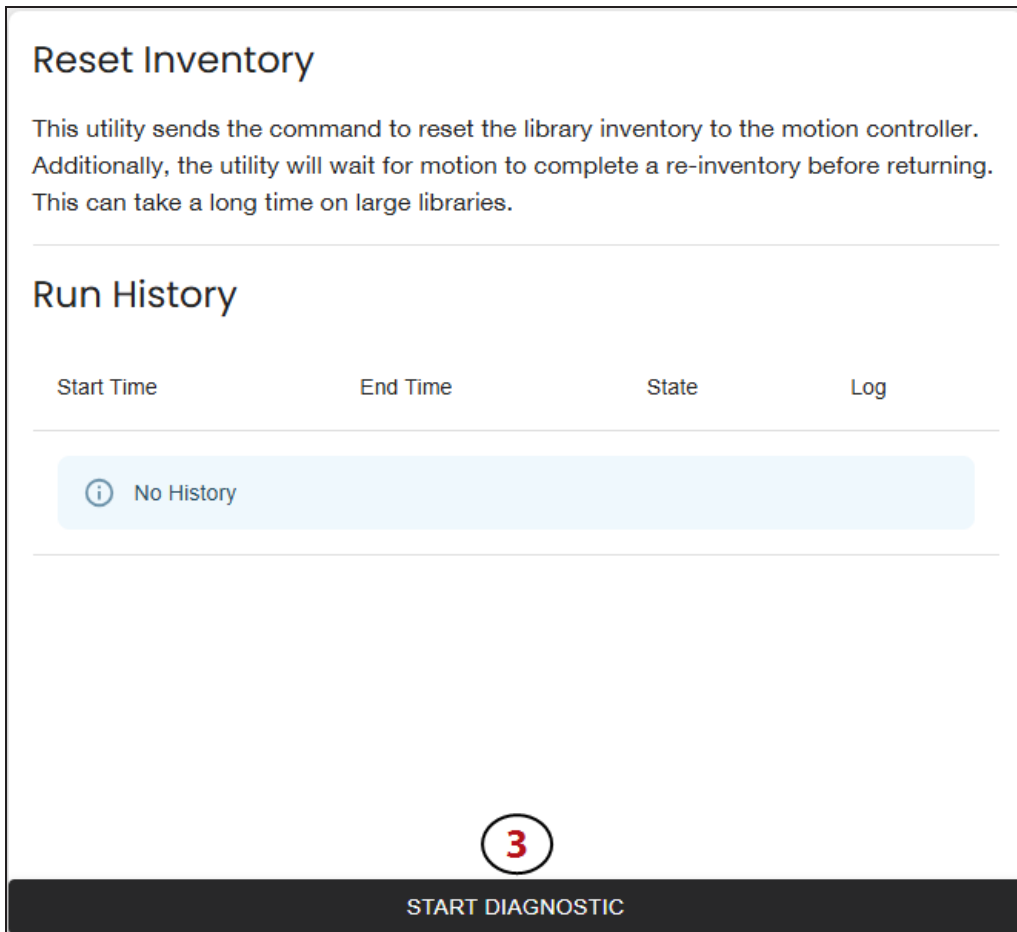 Reset Inventory
This utility sends the command to reset the library inventory to the motion controller.
Additionally, the utility will wait for motion to complete a re-inventory before returning.
This can take a long time on large libraries.
Run History
Start Time End Time State Log
No History
3
START DIAGNOSTIC